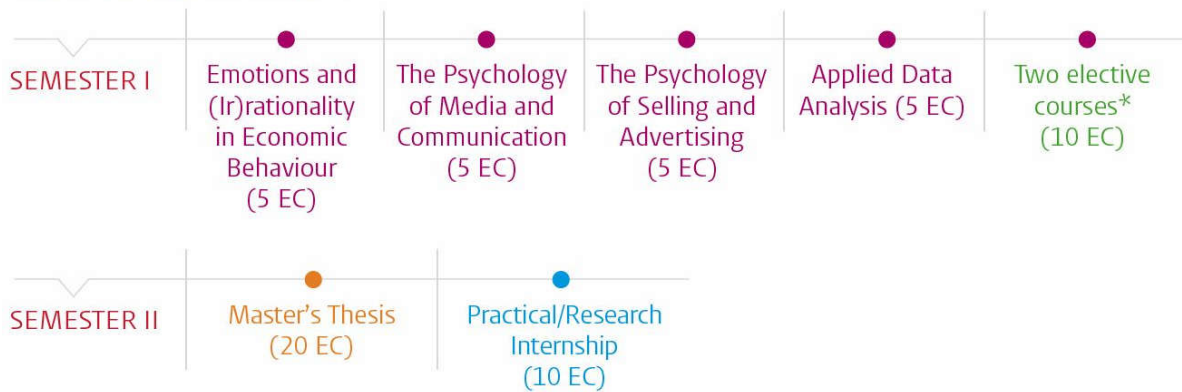 SEMESTER I
Emotions and
(Ir)rationality
in Economic
Behaviour
(5 EC)
The Psychology
of Media and
Communication
(5 EC)
The Psychology
of Selling and
Advertising
(5 EC)
Applied Data
Analysis (5 EC)
Two elective
courses*
(10 EC)
SEMESTER II
Master’s Thesis
(20 EC)
Practical/Research
Internship
(10 EC)